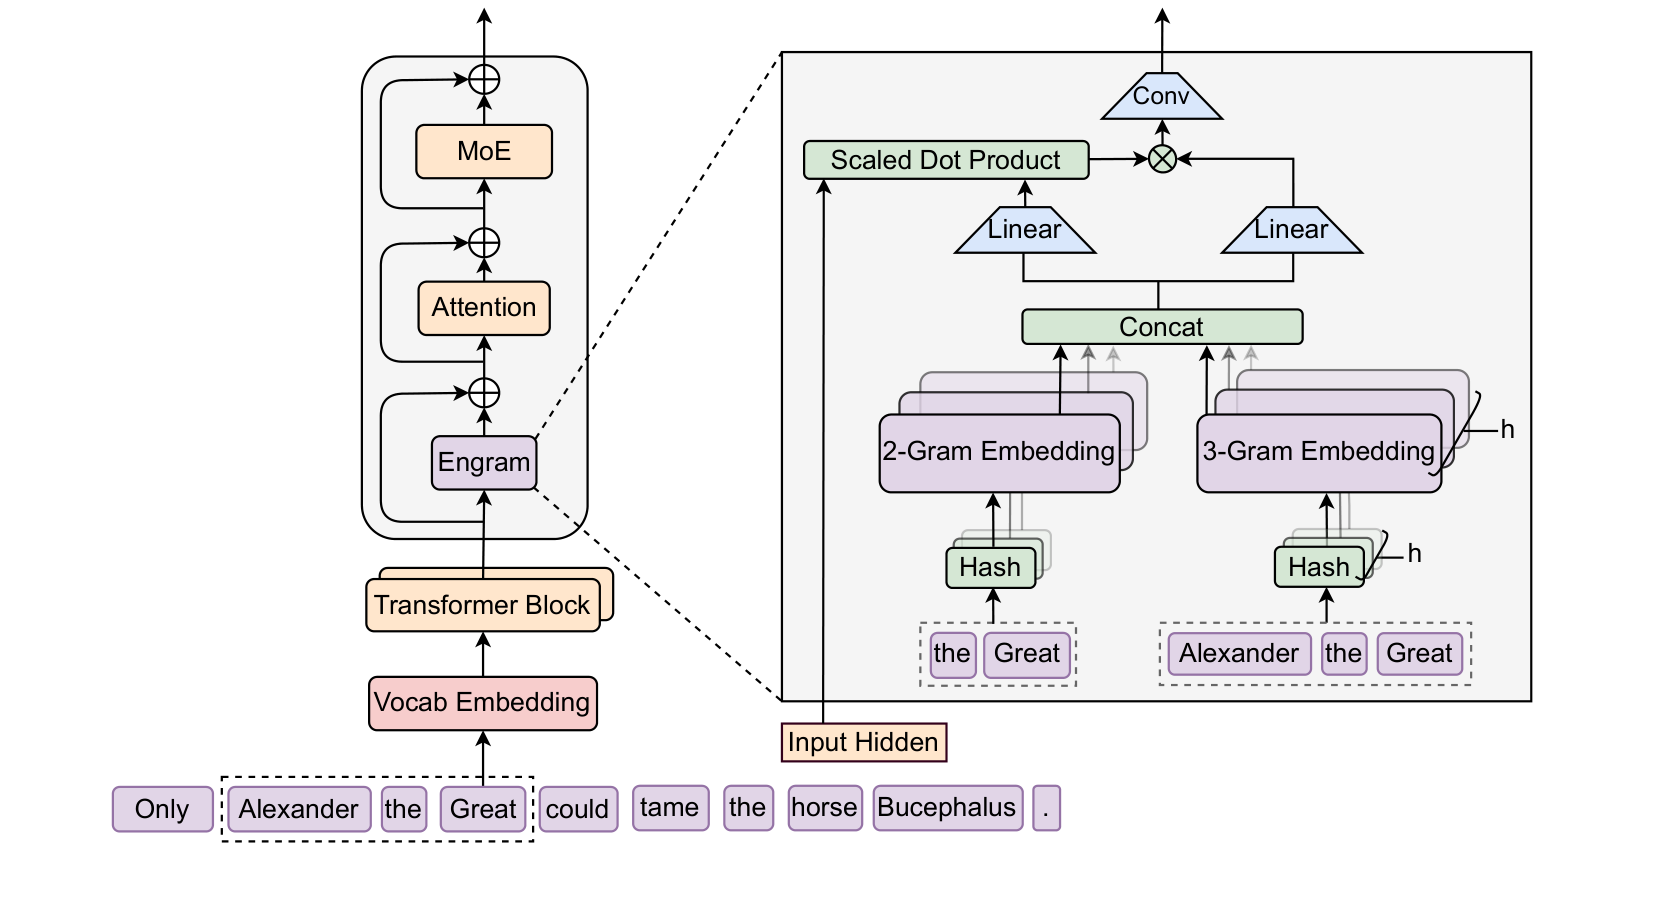 MoE
Attention
Engram
Transformer Block
Vocab Embedding
Only Alexander the Great could tame the horse Bucephalus .
Conv
Scaled Dot Product
Linear Linear
Concat
2-Gram Embedding 3-Gram Embedding h
Hash Hash h
the Great Alexander the Great
Input Hidden